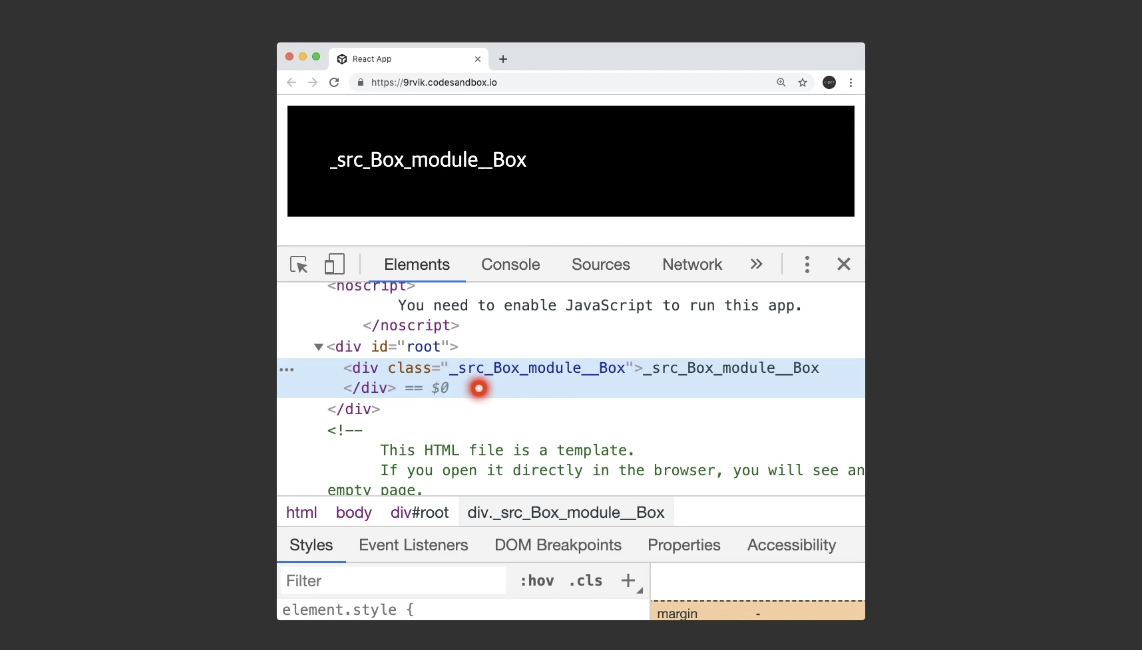 React App
https://9rvik.codesandbox.io
_src_Box_module__Box
Elements Console Sources Network »
<noscript>
You need to enable JavaScript to run this app.
</noscript>
▼<div id="root">
<div class="_src_Box_module__Box">_src_Box_module__Box
</div> == $0
</div>
<!--
This HTML file is a template.
If you open it directly in the browser, you will see an
empty page.
html body div#root div._src_Box_module__Box
Styles Event Listeners DOM Breakpoints Properties Accessibility
Filter :hov .cls +
element.style {
margin -